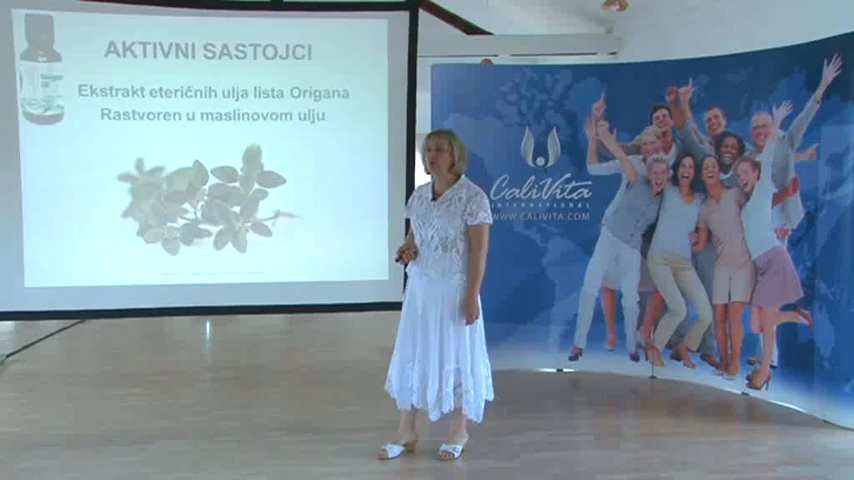 AKTIVNI SASTOJCI
Ekstrakt eteričnih ulja lista Origana
Rastvoren u maslinovom ulju
CaliVita
INTERNATIONAL
WWW.CALIVITA.COM